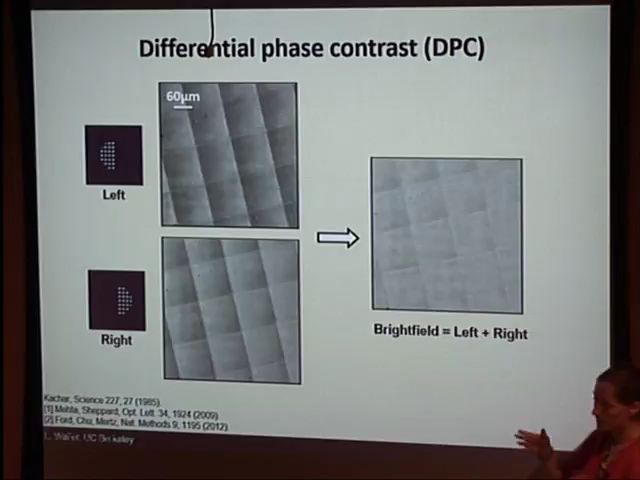 Differential phase contrast (DPC)
60µm
Left
Right
Brightfield = Left + Right
Kachar, Science 227, 27 (1985).
[1] Mehta, Sheppard, Opt. Lett. 34, 1924 (2009).
[2] Ford, Chu, Mertz, Nat. Methods 9, 1195 (2012).
L. Waller, UC Berkeley